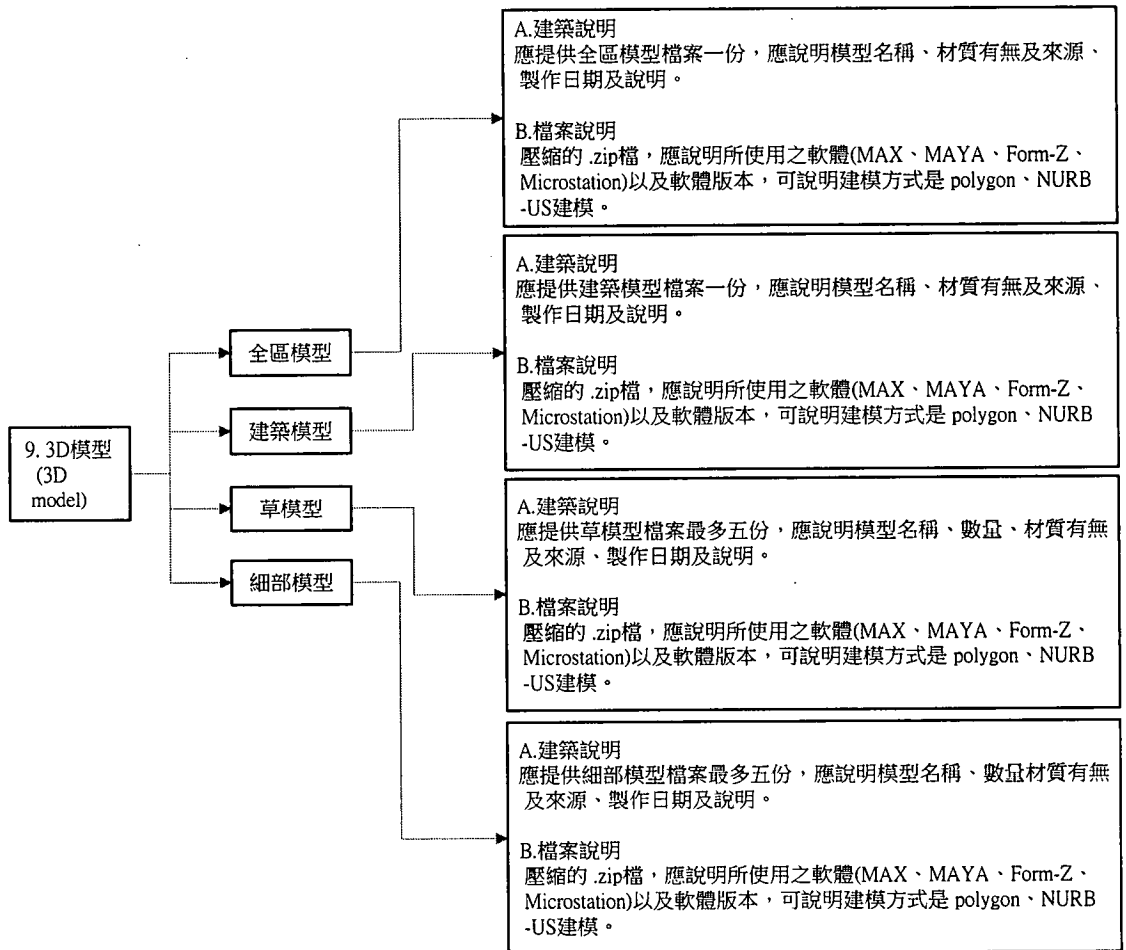 9. 3D模型
(3D
model)
全區模型
建築模型
草模型
細部模型
A.建築說明
應提供全區模型檔案一份，應說明模型名稱、材質有無及來源、
製作日期及說明。
B.檔案說明
壓縮的 .zip檔，應說明所使用之軟體(MAX、MAYA、Form-Z、
Microstation)以及軟體版本，可說明建模方式是 polygon、NURB
-US建模。
A.建築說明
應提供建築模型檔案一份，應說明模型名稱、材質有無及來源、
製作日期及說明。
B.檔案說明
壓縮的 .zip檔，應說明所使用之軟體(MAX、MAYA、Form-Z、
Microstation)以及軟體版本，可說明建模方式是 polygon、NURB
-US建模。
A.建築說明
應提供草模型檔案最多五份，應說明模型名稱、數量、材質有無
及來源、製作日期及說明。
B.檔案說明
壓縮的 .zip檔，應說明所使用之軟體(MAX、MAYA、Form-Z、
Microstation)以及軟體版本，可說明建模方式是 polygon、NURB
-US建模。
A.建築說明
應提供細部模型檔案最多五份，應說明模型名稱、數量材質有無
及來源、製作日期及說明。
B.檔案說明
壓縮的 .zip檔，應說明所使用之軟體(MAX、MAYA、Form-Z、
Microstation)以及軟體版本，可說明建模方式是 polygon、NURB
-US建模。